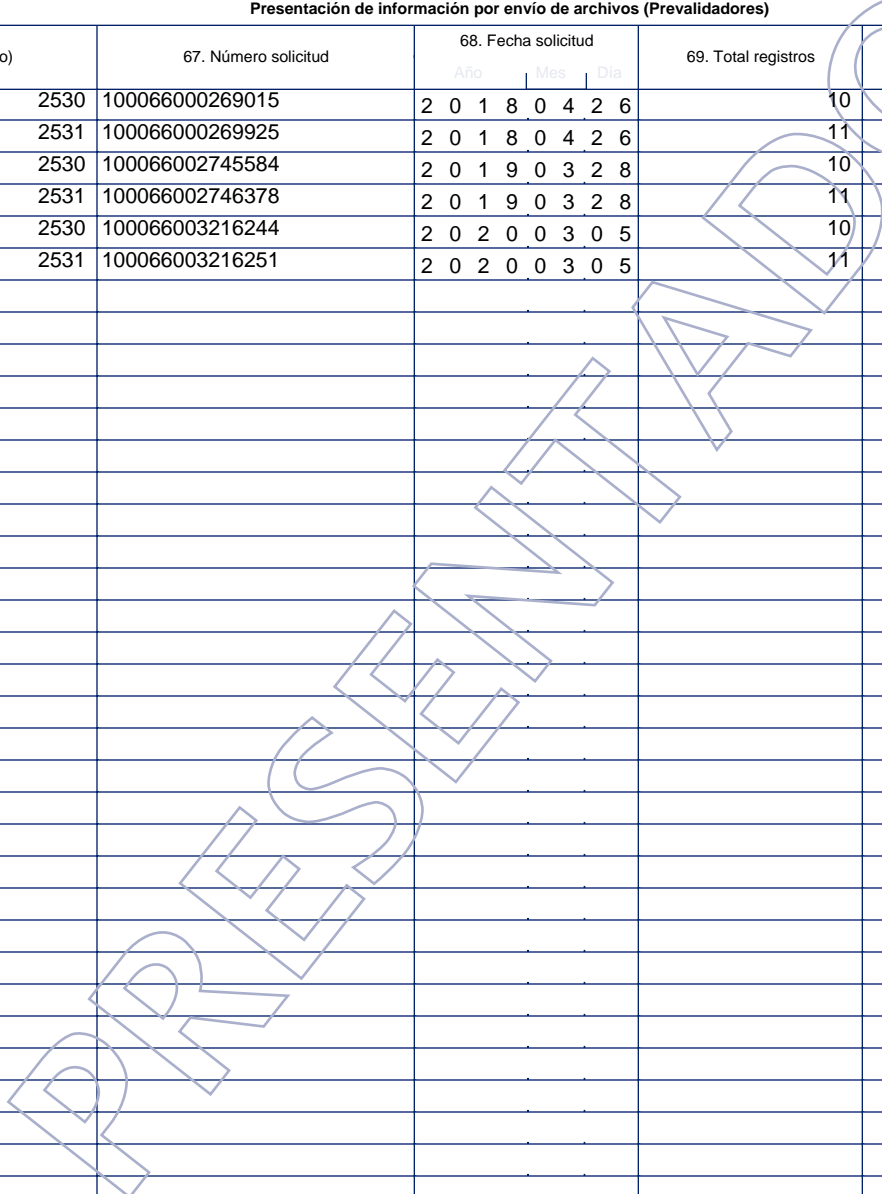 Presentación de información por envío de archivos (Prevalidadores)
o) 67. Número solicitud 68. Fecha solicitud 69. Total registros
Año Mes Día
2530 100066000269015 2 0 1 8 0 4 2 6 10
2531 100066000269925 2 0 1 8 0 4 2 6 11
2530 100066002745584 2 0 1 9 0 3 2 8 10
2531 100066002746378 2 0 1 9 0 3 2 8 11
2530 100066003216244 2 0 2 0 0 3 0 5 10
2531 100066003216251 2 0 2 0 0 3 0 5 11
PRESENTADO